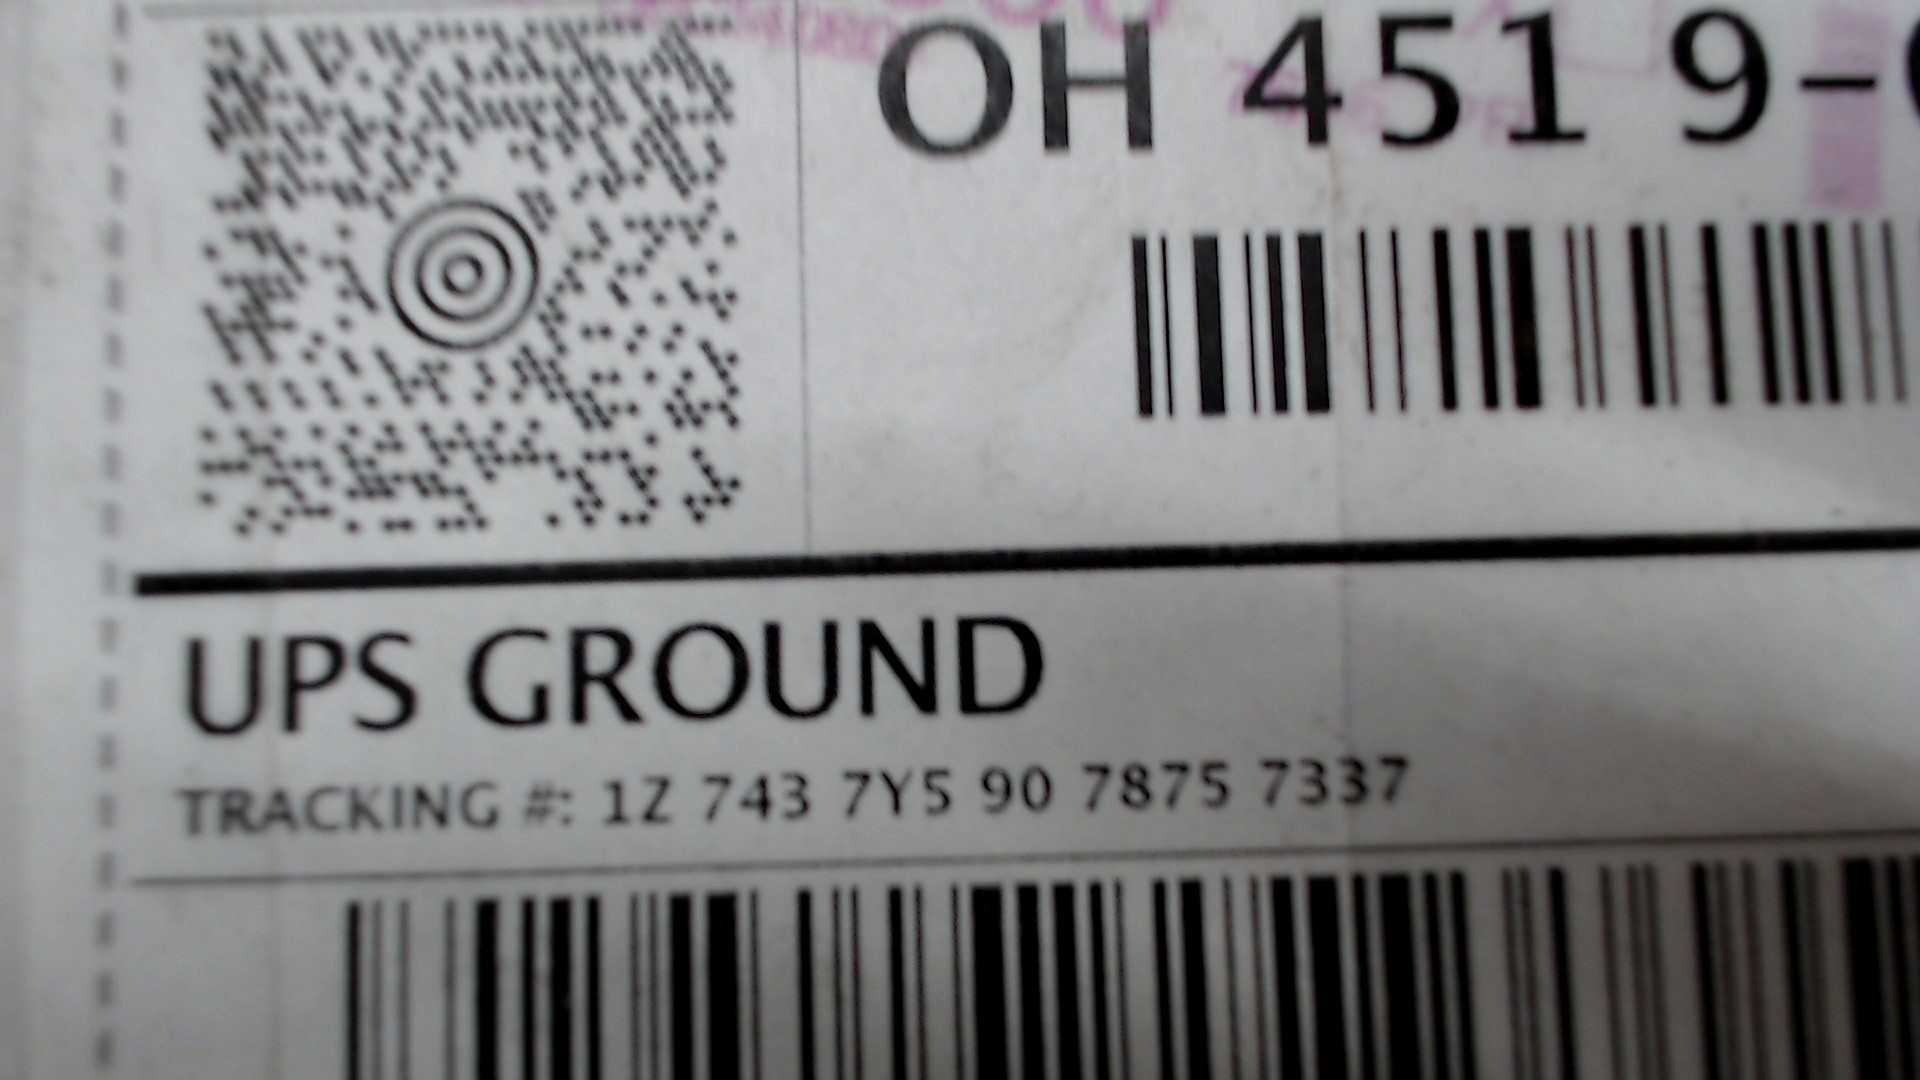 OH 451 9-
UPS GROUND
TRACKING #: 1Z 743 7Y5 90 7875 7337